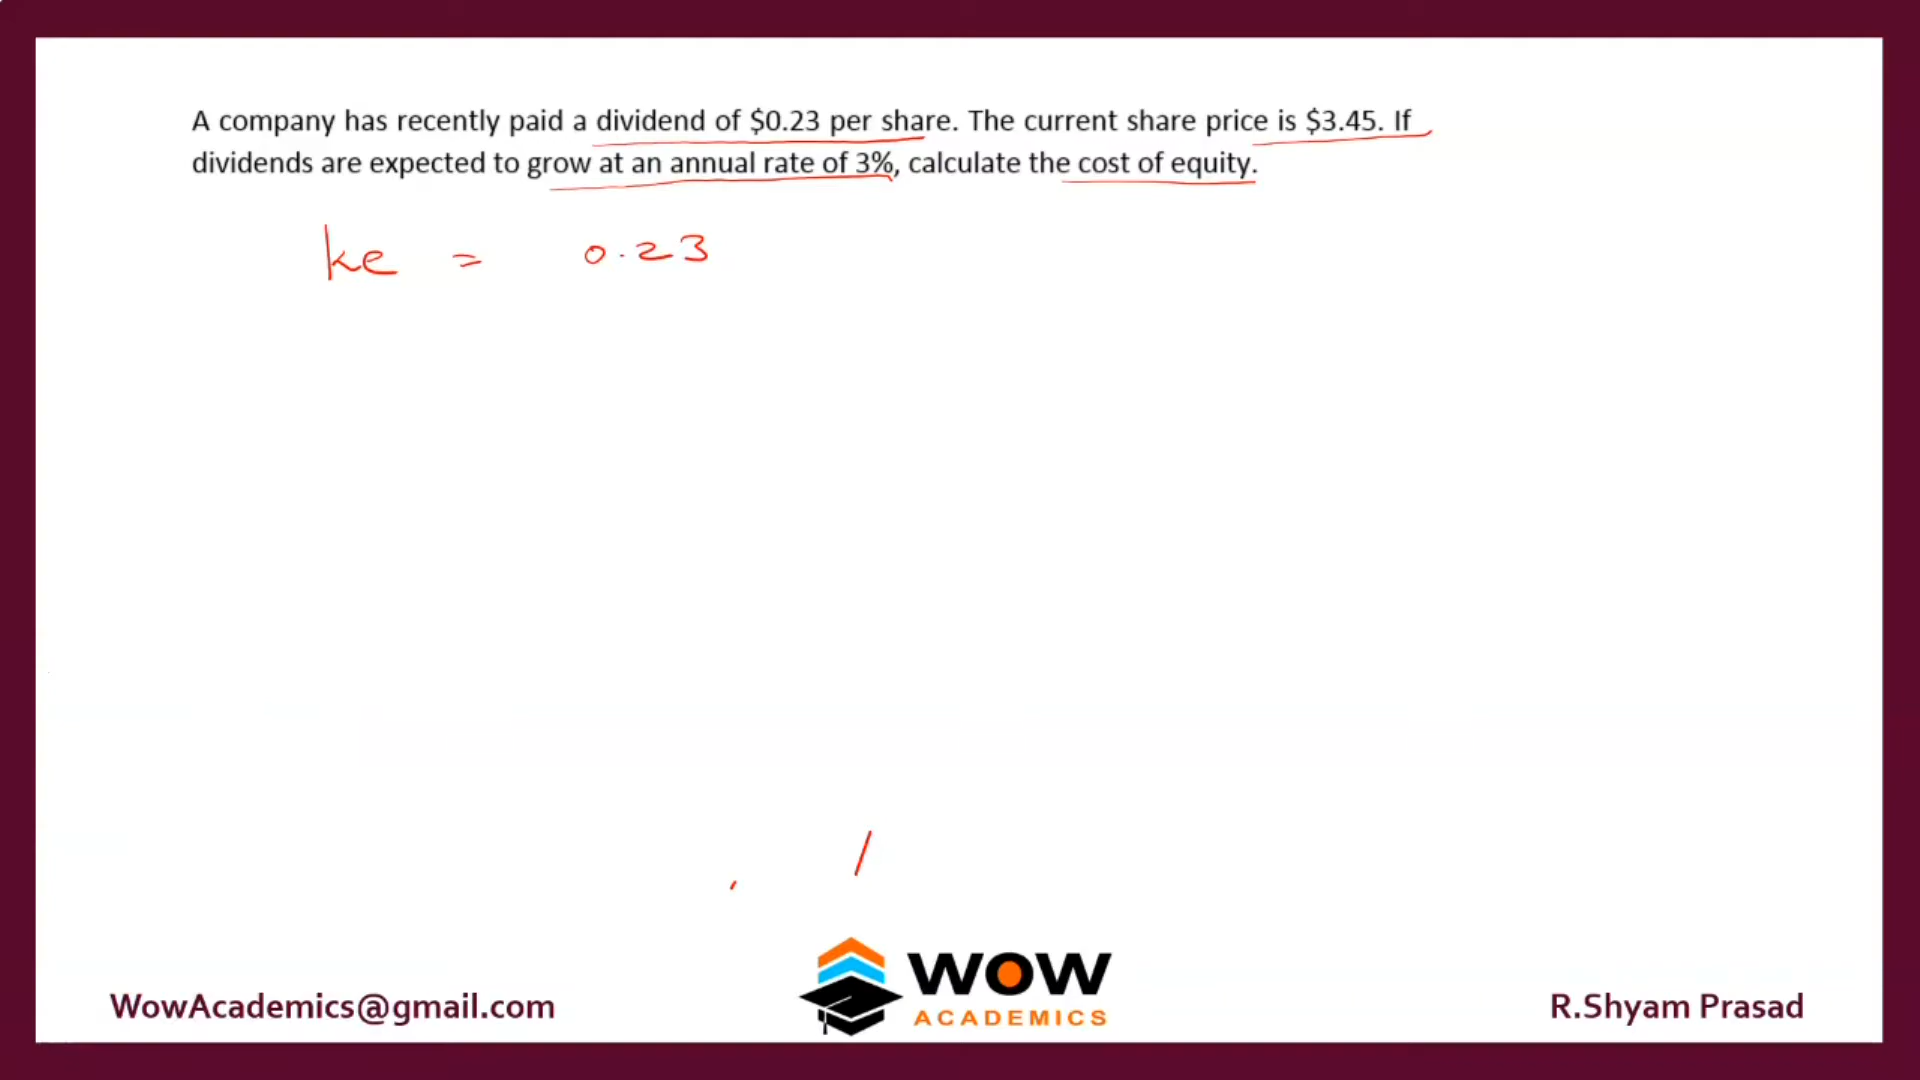 A company has recently paid a dividend of $0.23 per share. The current share price is $3.45. If
dividends are expected to grow at an annual rate of 3%, calculate the cost of equity.
ke = 0.23
WOW
ACADEMICS
WowAcademics@gmail.com
R.Shyam Prasad